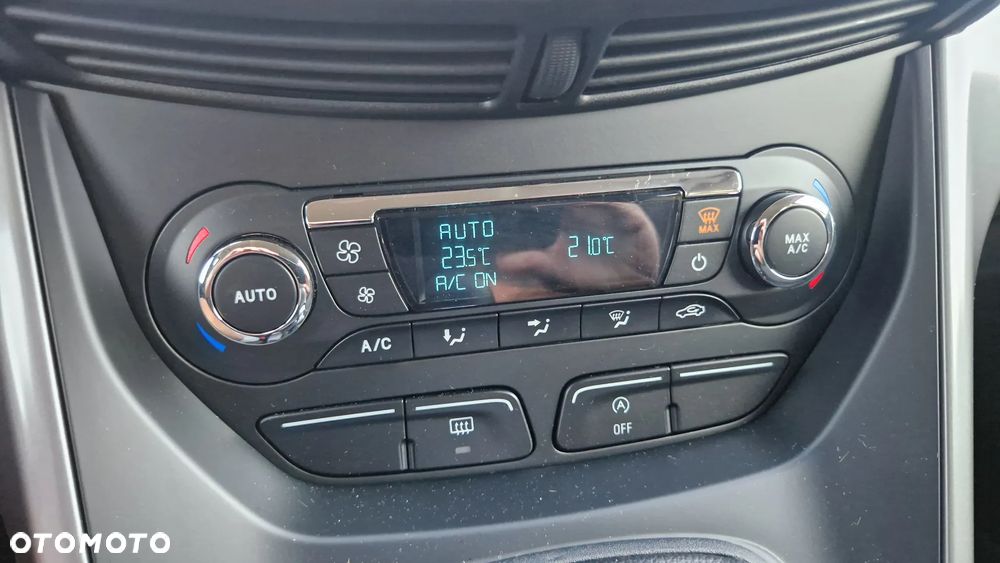 AUTO
23.5°C
A/C ON
21.0°C
MAX
AUTO
MAX
A/C
A/C
A
OFF
OTOMOTO